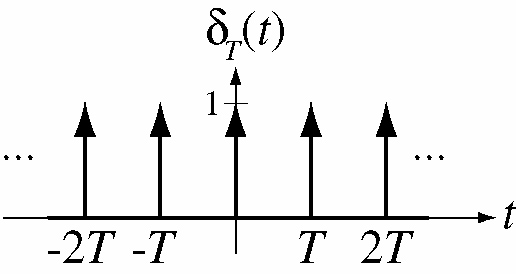 δT(t)
1
... ...
t
-2T -T T 2T